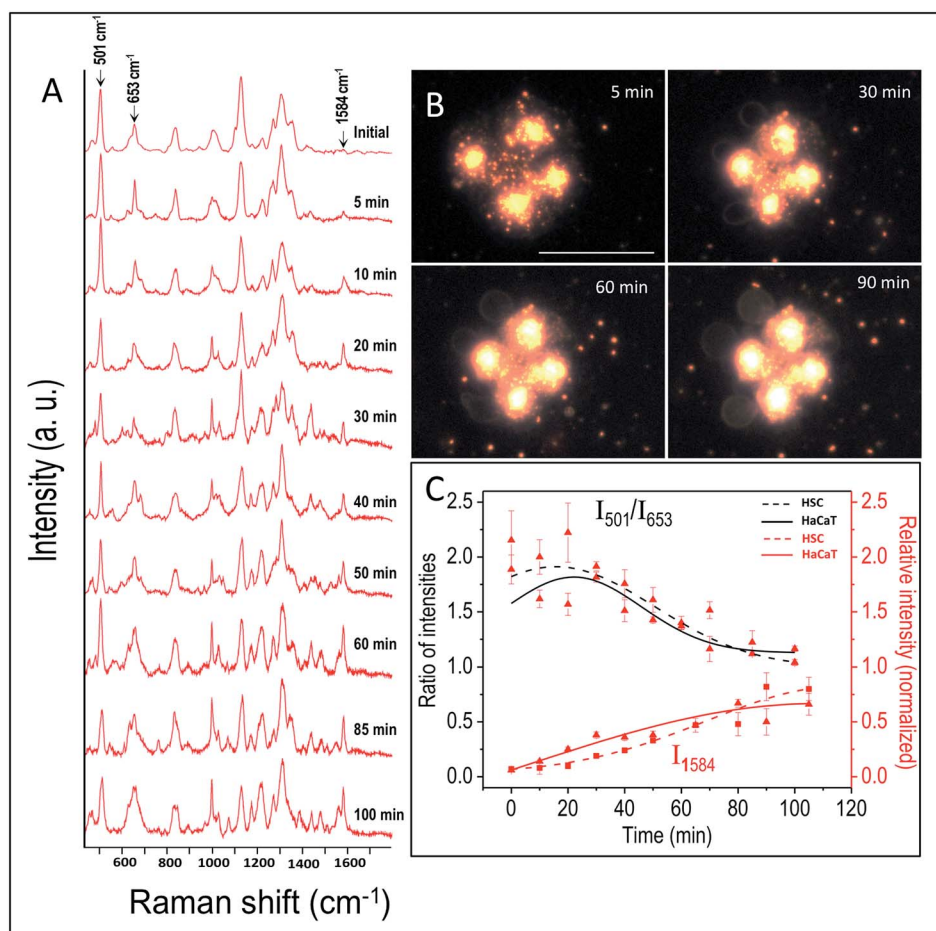 A
501 cm-1
653 cm-1
1584 cm-1
Initial
5 min
10 min
20 min
30 min
40 min
50 min
60 min
85 min
100 min
Intensity (a. u.)
600 800 1000 1200 1400 1600
Raman shift (cm-1)
B
5 min
30 min
60 min
90 min
C
I501/I653
HSC
HaCaT
HSC
HaCaT
I1584
2.5
2.0
1.5
1.0
0.5
0.0
Ratio of intensities
2.5
2.0
1.5
1.0
0.5
0.0
Relative intensity (normalized)
0 20 40 60 80 100 120
Time (min)